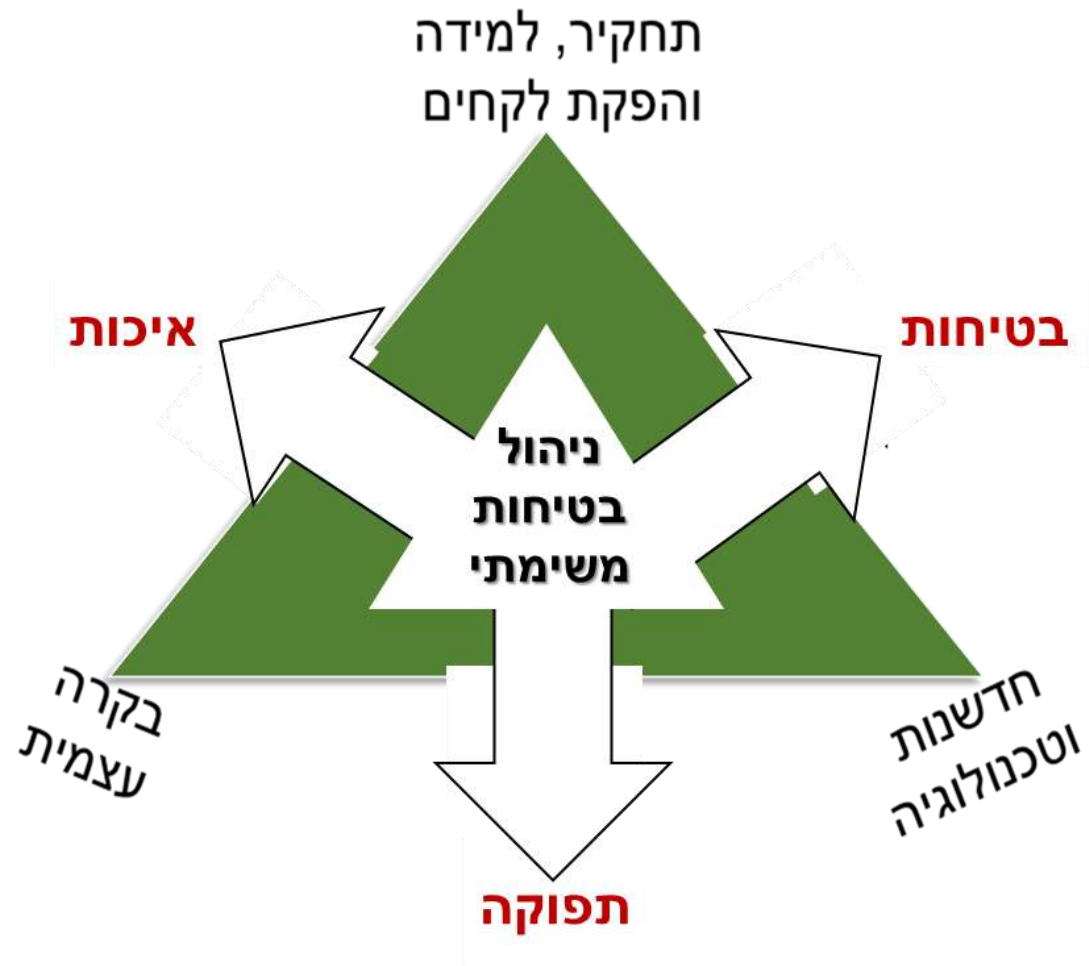 תחקיר, למידה
והפקת לקחים
בטיחות
איכות
ניהול
בטיחות
משימתי
חדשנות
וטכנולוגיה
בקרה
עצמית
תפוקה